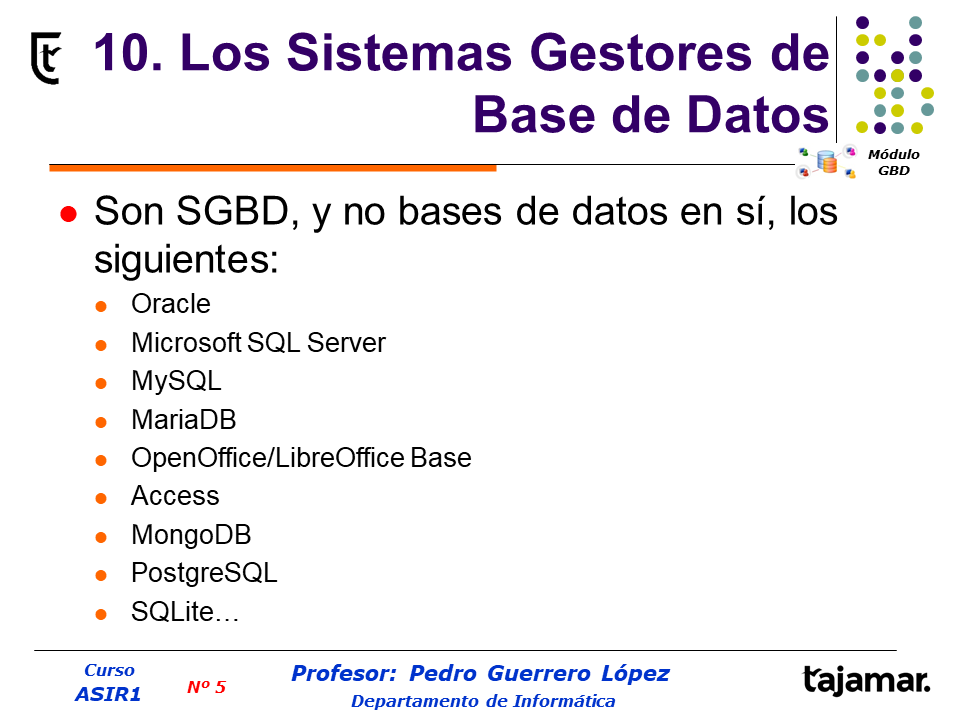 10. Los Sistemas Gestores de
Base de Datos
Módulo
GBD
Son SGBD, y no bases de datos en sí, los
siguientes:
Oracle
Microsoft SQL Server
MySQL
MariaDB
OpenOffice/LibreOffice Base
Access
MongoDB
PostgreSQL
SQLite…
Curso
ASIR1
Nº 5
Profesor: Pedro Guerrero López
Departamento de Informática
tajamar.